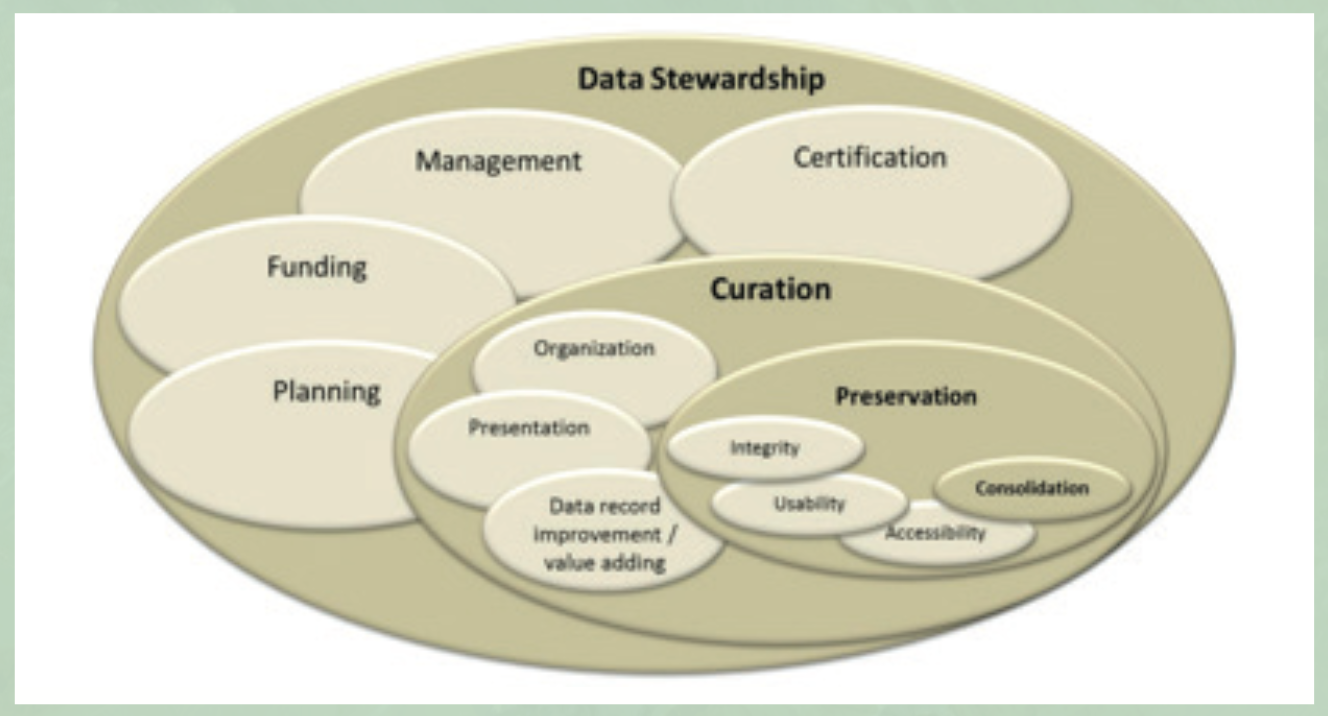 Data Stewardship
Management
Certification
Funding
Planning
Curation
Organization
Presentation
Data record
improvement /
value adding
Preservation
Integrity
Usability
Accessibility
Consolidation